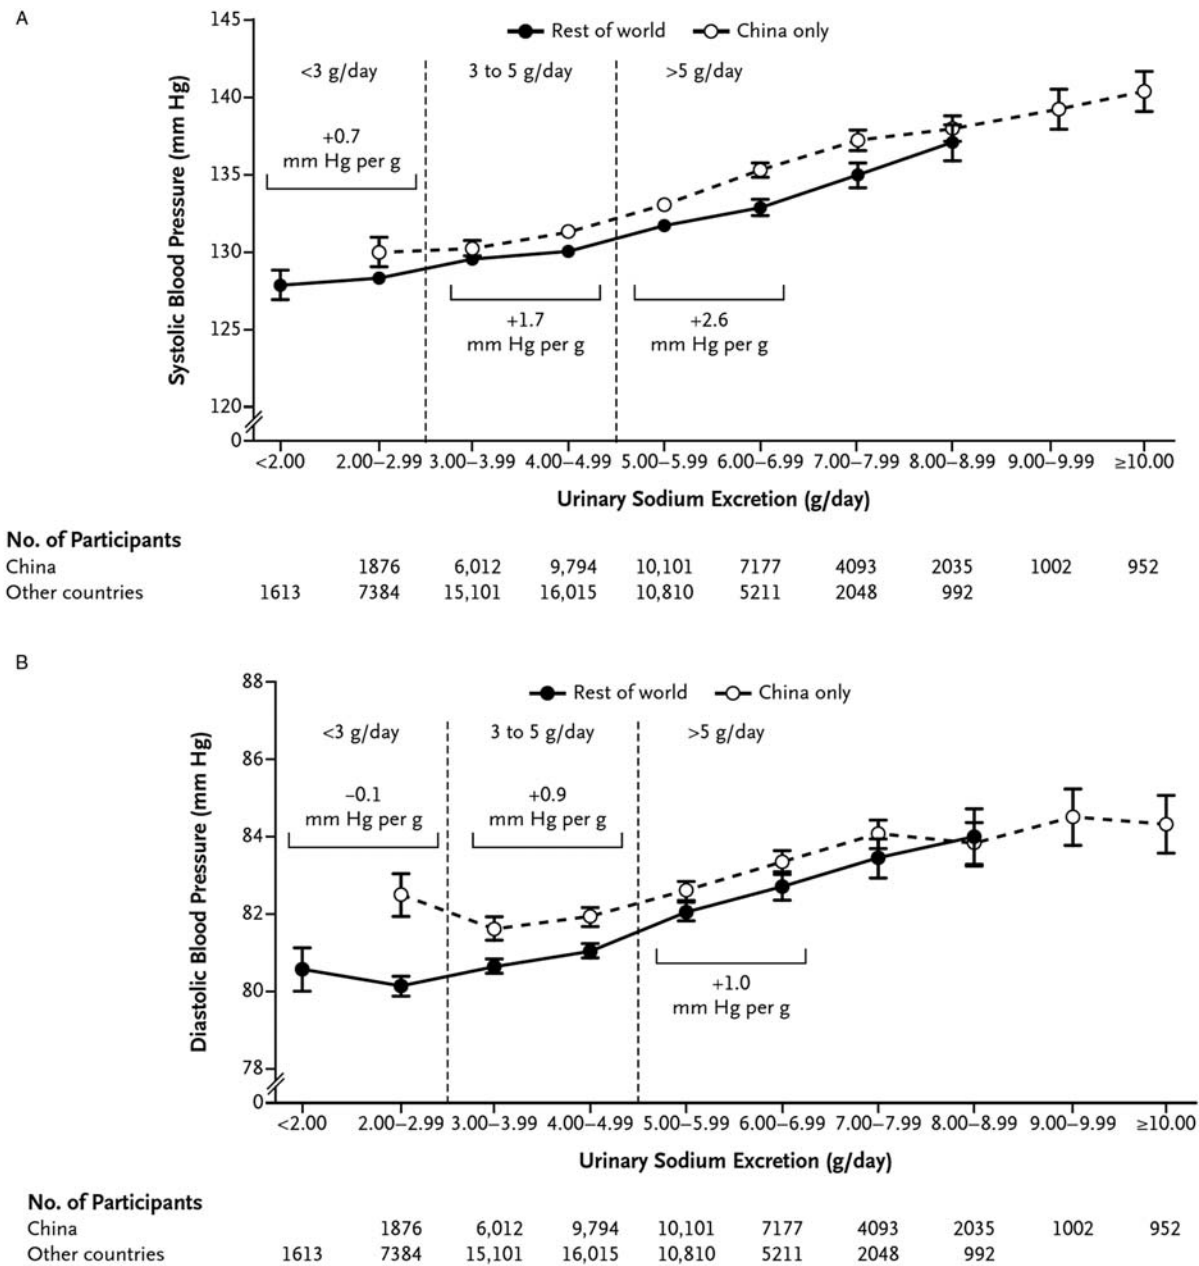 A
145
Rest of world China only
<3 g/day 3 to 5 g/day >5 g/day
140
+0.7
mm Hg per g
135
130
+1.7
mm Hg per g
+2.6
mm Hg per g
125
120
0
Systolic Blood Pressure (mm Hg)
<2.00 2.00–2.99 3.00–3.99 4.00–4.99 5.00–5.99 6.00–6.99 7.00–7.99 8.00–8.99 9.00–9.99 ≥10.00
Urinary Sodium Excretion (g/day)
No. of Participants
China 1876 6,012 9,794 10,101 7177 4093 2035 1002 952
Other countries 1613 7384 15,101 16,015 10,810 5211 2048 992
B
88
Rest of world China only
<3 g/day 3 to 5 g/day >5 g/day
86
–0.1
mm Hg per g
+0.9
mm Hg per g
84
82
80
+1.0
mm Hg per g
78
0
Diastolic Blood Pressure (mm Hg)
<2.00 2.00–2.99 3.00–3.99 4.00–4.99 5.00–5.99 6.00–6.99 7.00–7.99 8.00–8.99 9.00–9.99 ≥10.00
Urinary Sodium Excretion (g/day)
No. of Participants
China 1876 6,012 9,794 10,101 7177 4093 2035 1002 952
Other countries 1613 7384 15,101 16,015 10,810 5211 2048 992